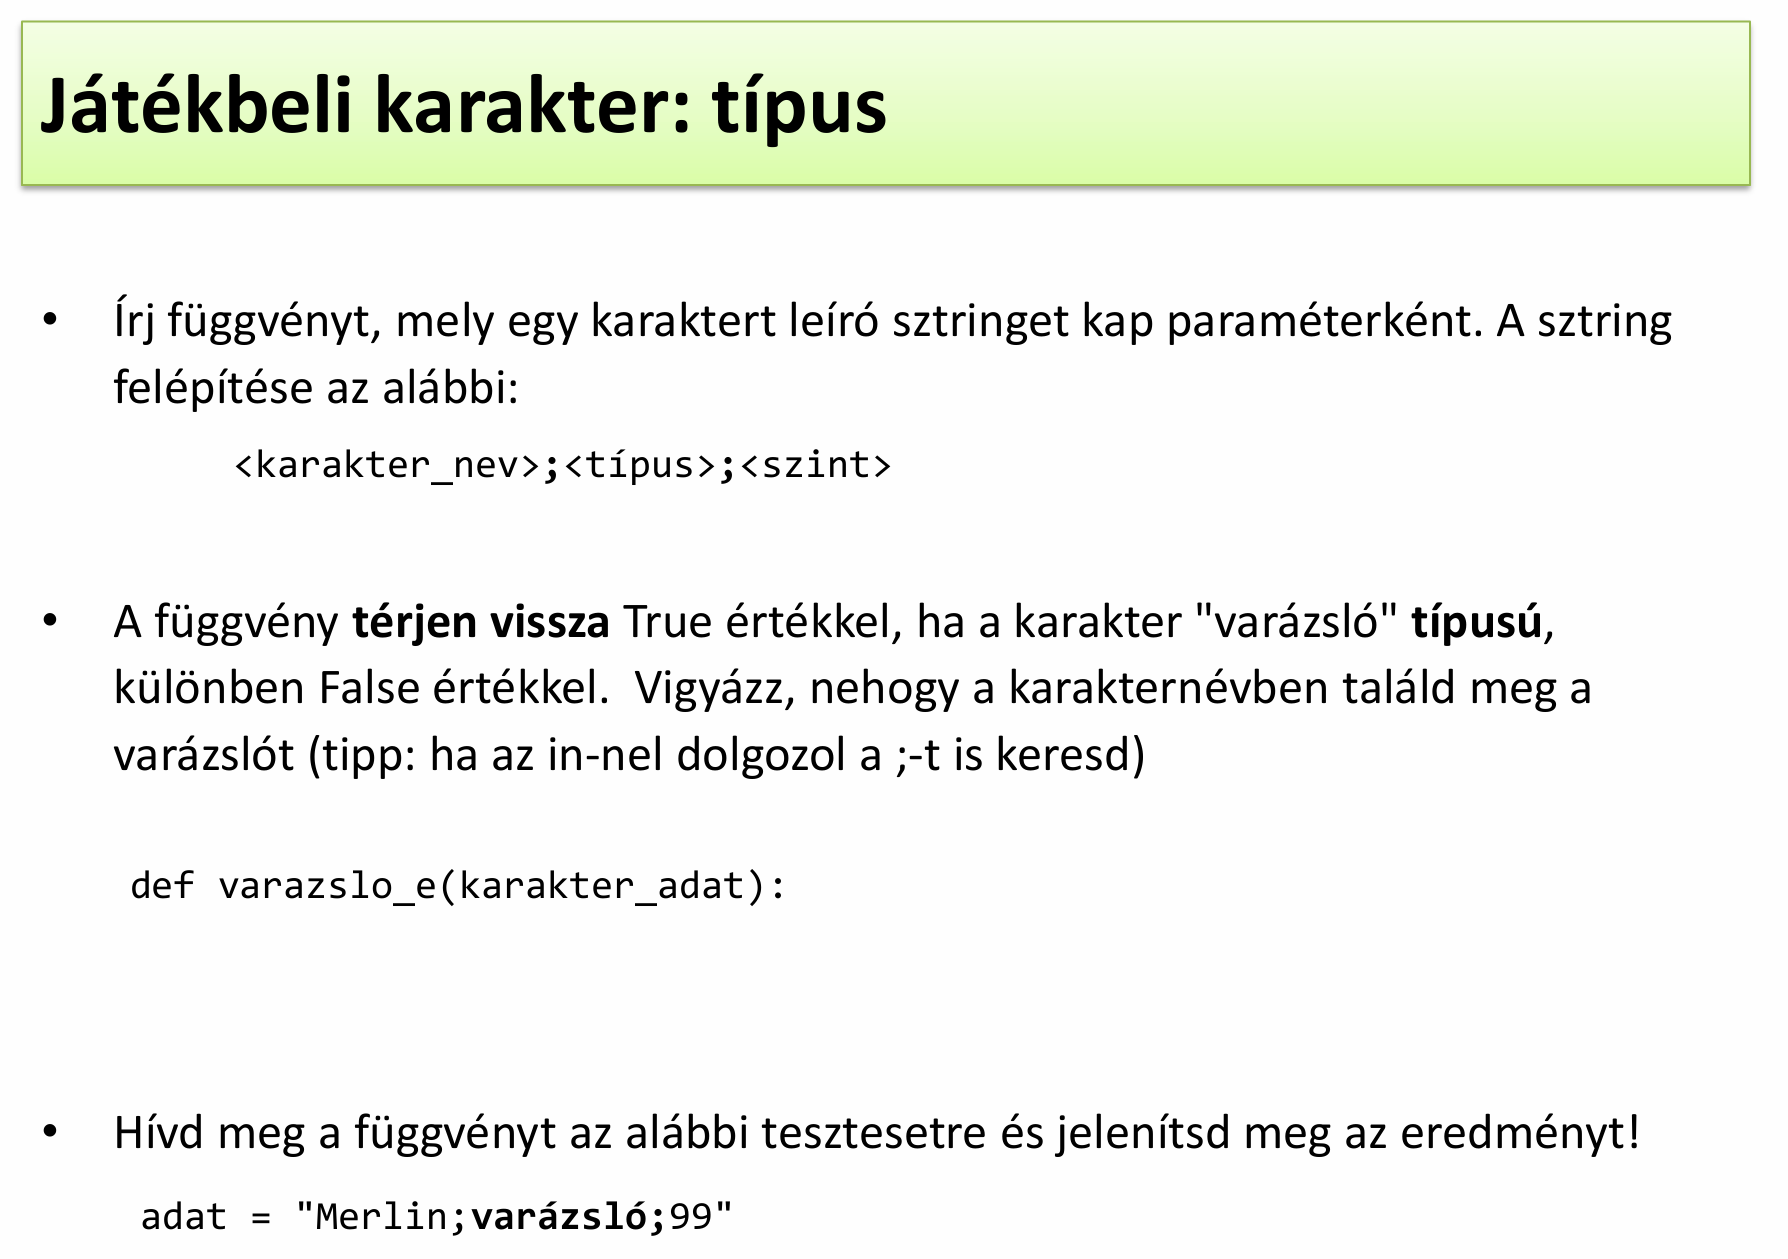 Játékbeli karakter: típus
• Írj függvényt, mely egy karaktert leíró sztringet kap paraméterként. A sztring
felépítése az alábbi:
<karakter_nev>;<típus>;<szint>
• A függvény térjen vissza True értékkel, ha a karakter "varázsló" típusú,
különben False értékkel.  Vigyázz, nehogy a karakternévben találd meg a
varázslót (tipp: ha az in-nel dolgozol a ;-t is keresd)
def varazslo_e(karakter_adat):
• Hívd meg a függvényt az alábbi tesztesetre és jelenítsd meg az eredményt!
adat = "Merlin;varázsló;99"